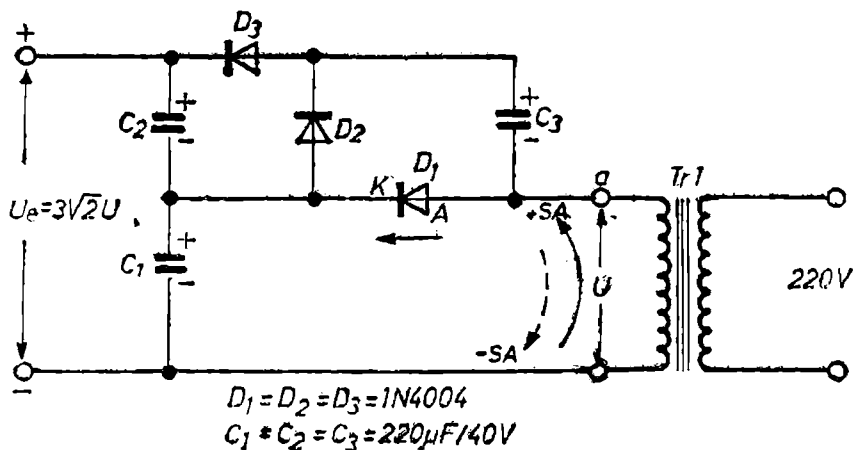 +
D3
+
C2
-
D2
+
C3
-
D1
K
A
a
Tr1
Ue=3√2U
+
C1
-
+SA
U
220V
-SA
-
D1=D2=D3=1N4004
C1=C2=C3=220µF/40V